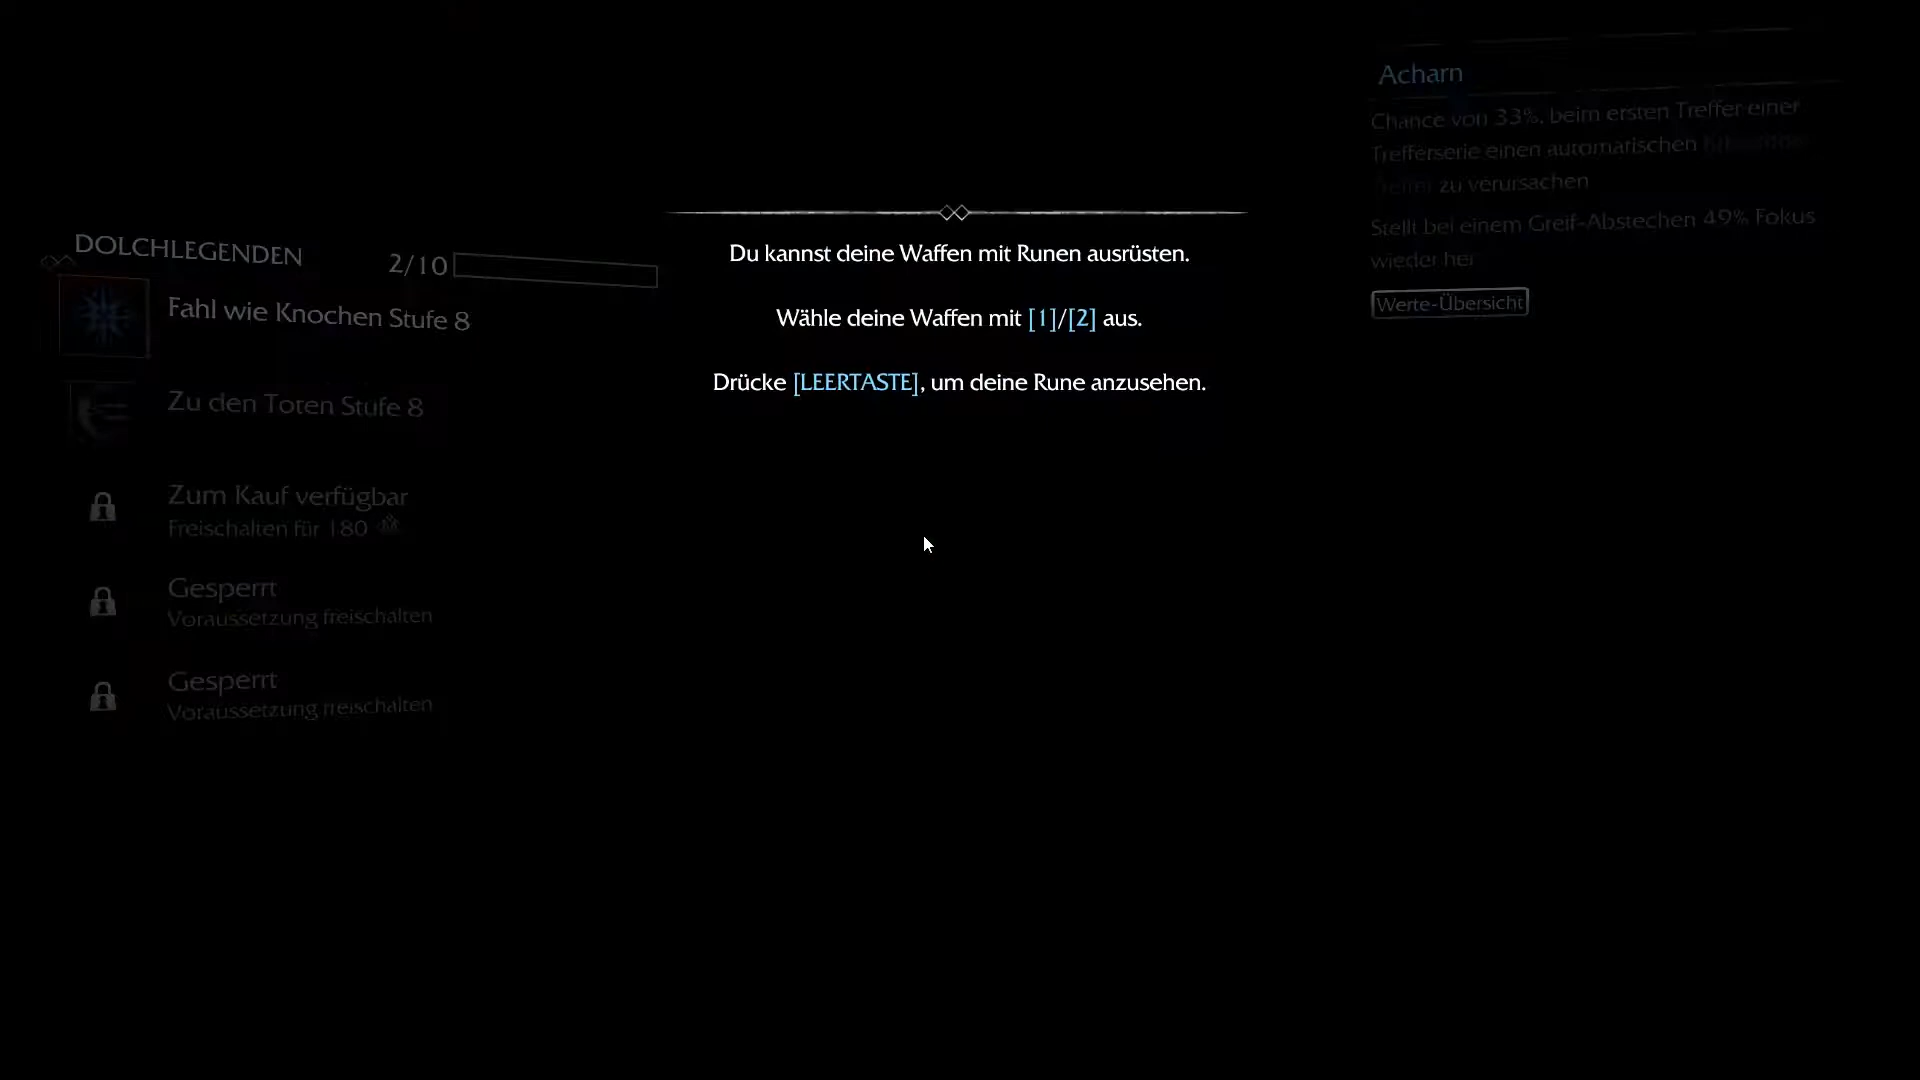 Acharn
Chance von 33%, beim ersten Treffer einer
Trefferserie einen automatischen
zu verursachen
Stellt bei einem Greif-Abstechen 49% Fokus
wieder her
Werte-Übersicht
Du kannst deine Waffen mit Runen ausrüsten.
Wähle deine Waffen mit [1]/[2] aus.
Drücke [LEERTASTE], um deine Rune anzusehen.
DOLCHLEGENDEN 2/10
Fahl wie Knochen Stufe 8
Zu den Toten Stufe 8
Zum Kauf verfügbar
Freischalten für 180
Gesperrt
Voraussetzung freischalten
Gesperrt
Voraussetzung freischalten